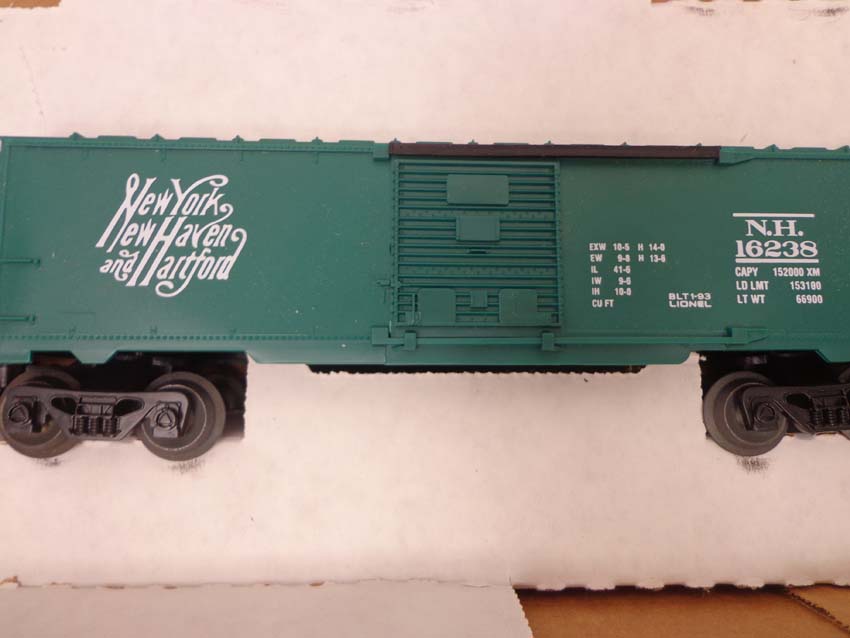 New York,
New Haven
and Hartford
EXW 10-5 H 14-0
EW 9-8 H 13-6
IL 41-6
IW 9-0
IH 10-0
CU FT
BLT 1-93
LIONEL
N.H.
16238
CAPY 152000 XM
LD LMT 153100
LT WT 66900